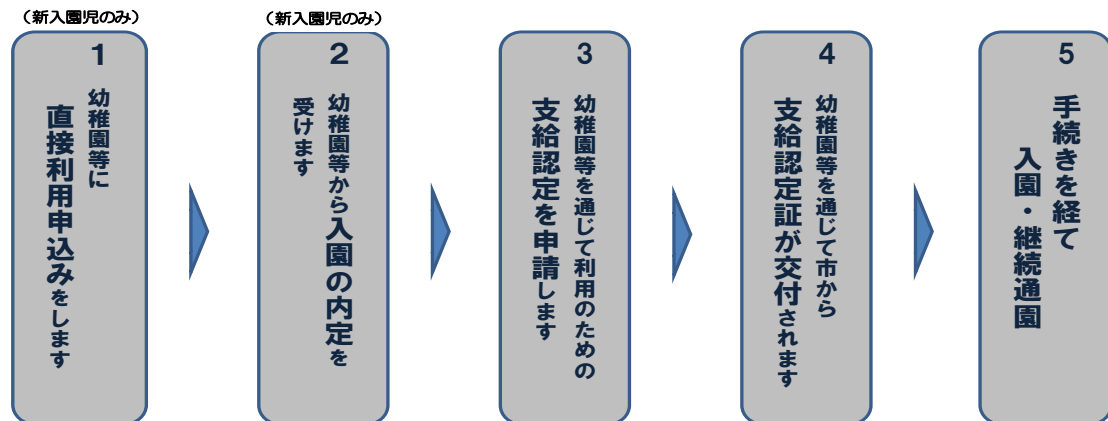 （新入園児のみ）
1
幼稚園等に
直接利用申込みをします
（新入園児のみ）
2
幼稚園等から入園の内定を
受けます
3
幼稚園等を通じて利用のための
支給認定を申請します
4
幼稚園等を通じて市から
支給認定証が交付されます
5
手続きを経て
入園・継続通園